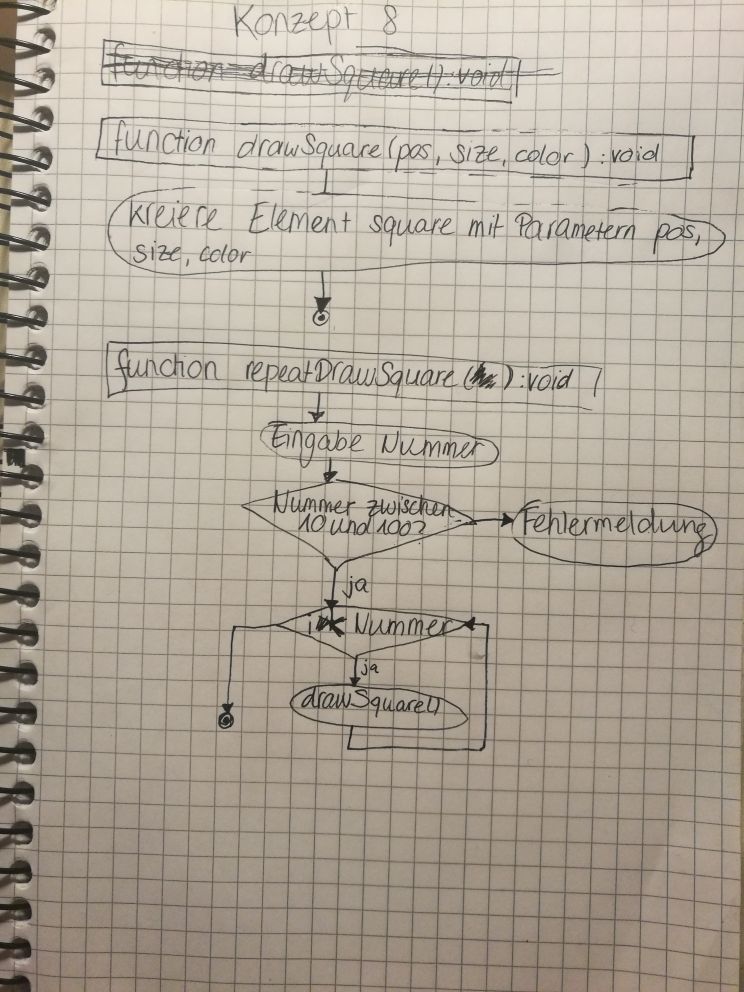 Konzept 8
function drawSquare(): void
function drawSquare(pos, size, color) : void
kreiere Element square mit Parametern pos,
size, color
function repeatDrawSquare( ) : void
Eingabe Nummer
Nummer zwischen
10 und 100?
Fehlermeldung
ja
i < Nummer
ja
drawSquare()